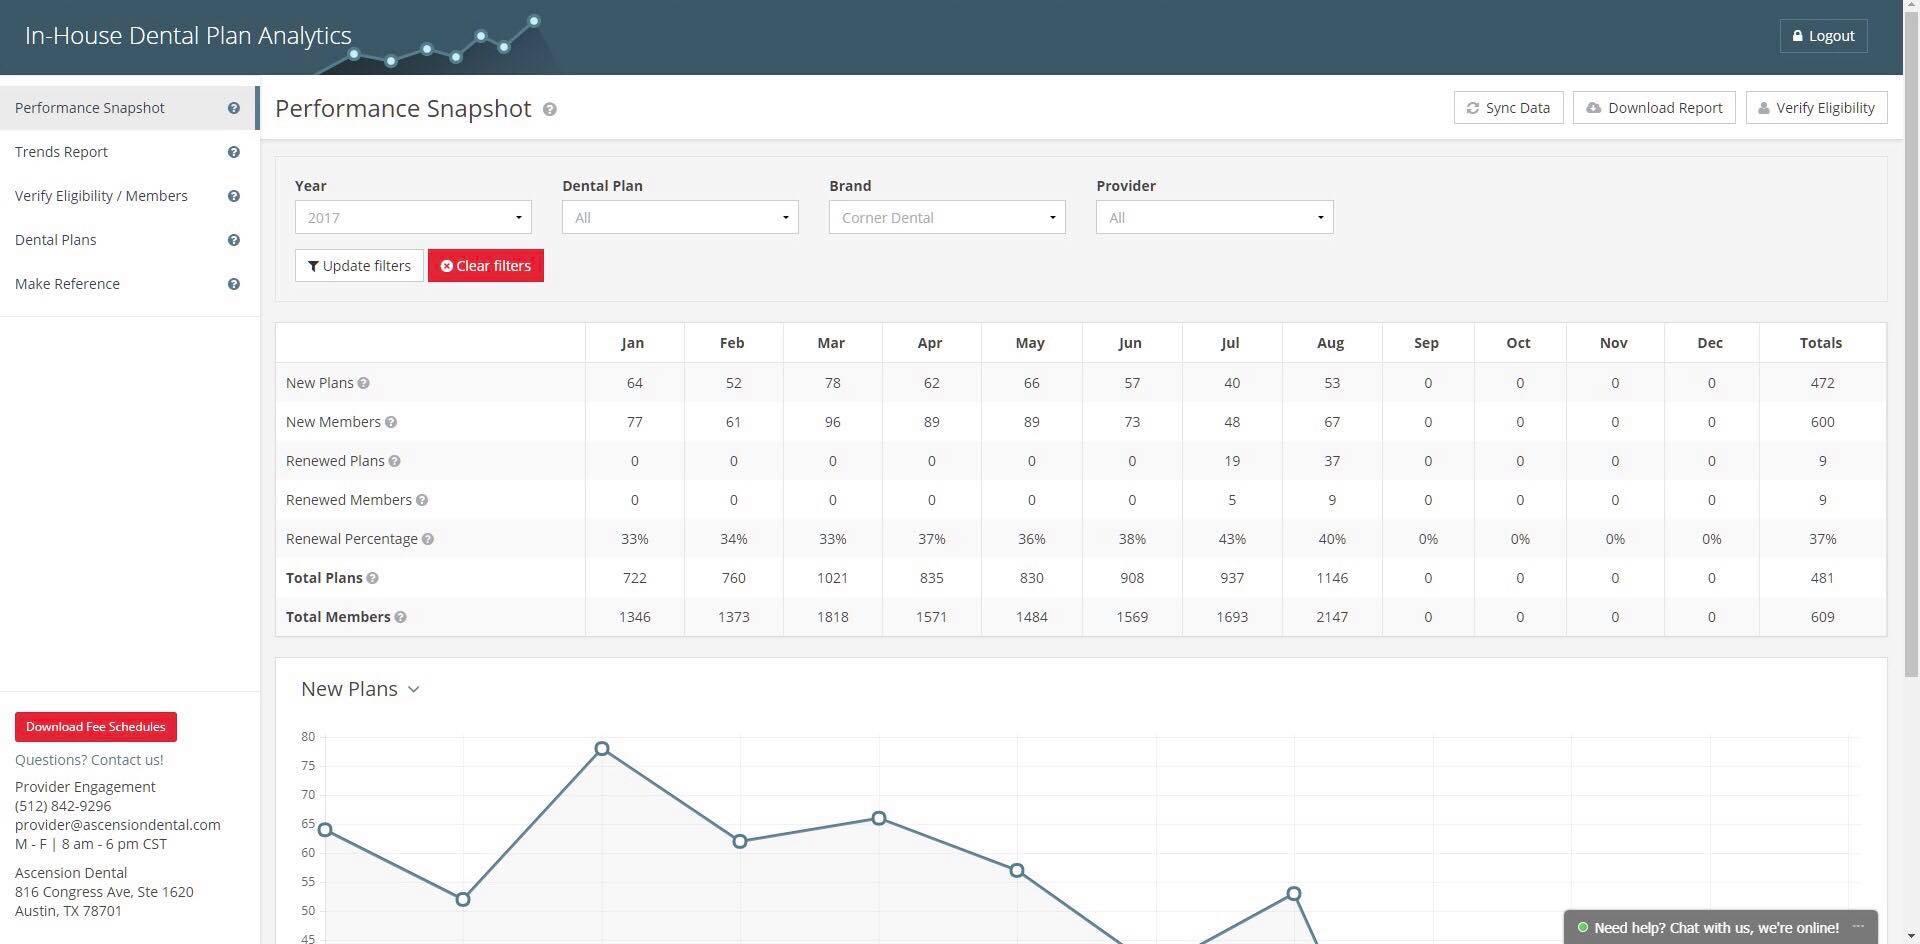 In-House Dental Plan Analytics
Logout
Performance Snapshot
Trends Report
Verify Eligibility / Members
Dental Plans
Make Reference
Performance Snapshot
Sync Data Download Report Verify Eligibility
Year Dental Plan Brand Provider
2017 All Corner Dental All
Update filters Clear filters
Jan Feb Mar Apr May Jun Jul Aug Sep Oct Nov Dec Totals
New Plans 64 52 78 62 66 57 40 53 0 0 0 0 472
New Members 77 61 96 89 89 73 48 67 0 0 0 0 600
Renewed Plans 0 0 0 0 0 0 19 37 0 0 0 0 9
Renewed Members 0 0 0 0 0 0 5 9 0 0 0 0 9
Renewal Percentage 33% 34% 33% 37% 36% 38% 43% 40% 0% 0% 0% 0% 37%
Total Plans 722 760 1021 835 830 908 937 1146 0 0 0 0 481
Total Members 1346 1373 1818 1571 1484 1569 1693 2147 0 0 0 0 609
New Plans
80
75
70
65
60
55
50
45
Download Fee Schedules
Questions? Contact us!
Provider Engagement
(512) 842-9296
provider@ascensiondental.com
M - F | 8 am - 6 pm CST
Ascension Dental
816 Congress Ave, Ste 1620
Austin, TX 78701
Need help? Chat with us, we're online!